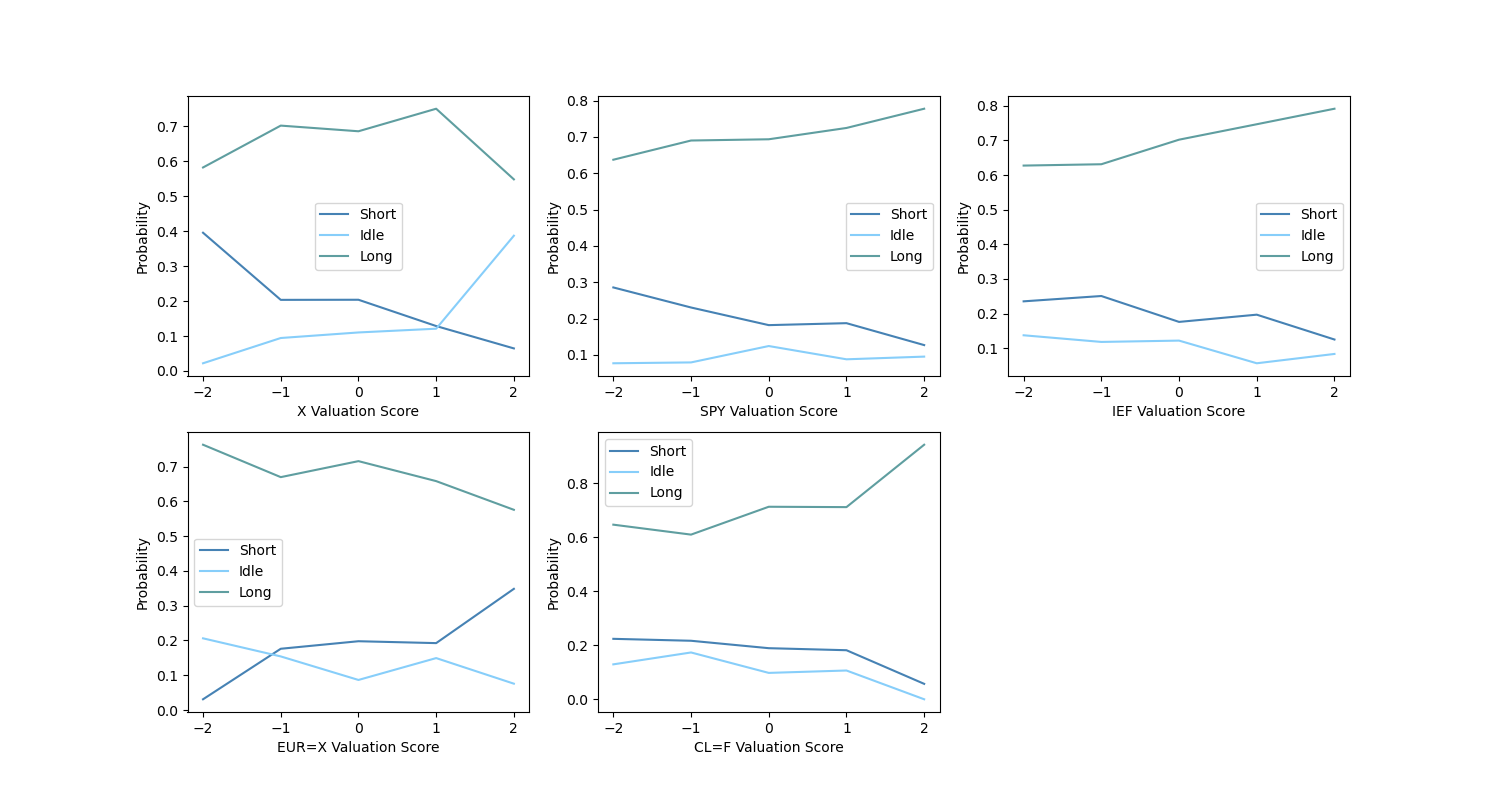 Probability
0.7
0.6
0.5
0.4
0.3
0.2
0.1
0.0
Short
Idle
Long
−2 −1 0 1 2
X Valuation Score
Probability
0.8
0.7
0.6
0.5
0.4
0.3
0.2
0.1
Short
Idle
Long
−2 −1 0 1 2
SPY Valuation Score
Probability
0.8
0.7
0.6
0.5
0.4
0.3
0.2
0.1
Short
Idle
Long
−2 −1 0 1 2
IEF Valuation Score
Probability
0.7
0.6
0.5
0.4
0.3
0.2
0.1
0.0
Short
Idle
Long
−2 −1 0 1 2
EUR=X Valuation Score
Probability
0.8
0.6
0.4
0.2
0.0
Short
Idle
Long
−2 −1 0 1 2
CL=F Valuation Score